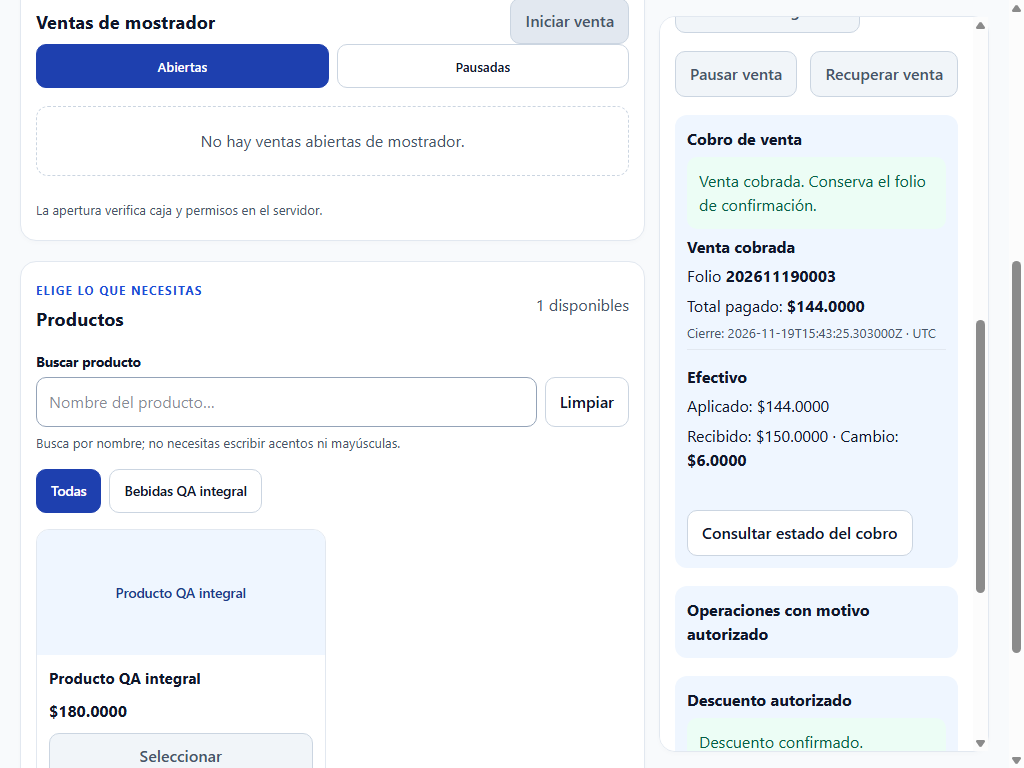 Ventas de mostrador
Iniciar venta
Abiertas
Pausadas
No hay ventas abiertas de mostrador.
La apertura verifica caja y permisos en el servidor.
ELIGE LO QUE NECESITAS
Productos
1 disponibles
Buscar producto
Nombre del producto...
Limpiar
Busca por nombre; no necesitas escribir acentos ni mayúsculas.
Todas
Bebidas QA integral
Producto QA integral
Producto QA integral
$180.0000
Seleccionar
Pausar venta
Recuperar venta
Cobro de venta
Venta cobrada. Conserva el folio
de confirmación.
Venta cobrada
Folio 202611190003
Total pagado: $144.0000
Cierre: 2026-11-19T15:43:25.303000Z · UTC
Efectivo
Aplicado: $144.0000
Recibido: $150.0000 · Cambio:
$6.0000
Consultar estado del cobro
Operaciones con motivo
autorizado
Descuento autorizado
Descuento confirmado.